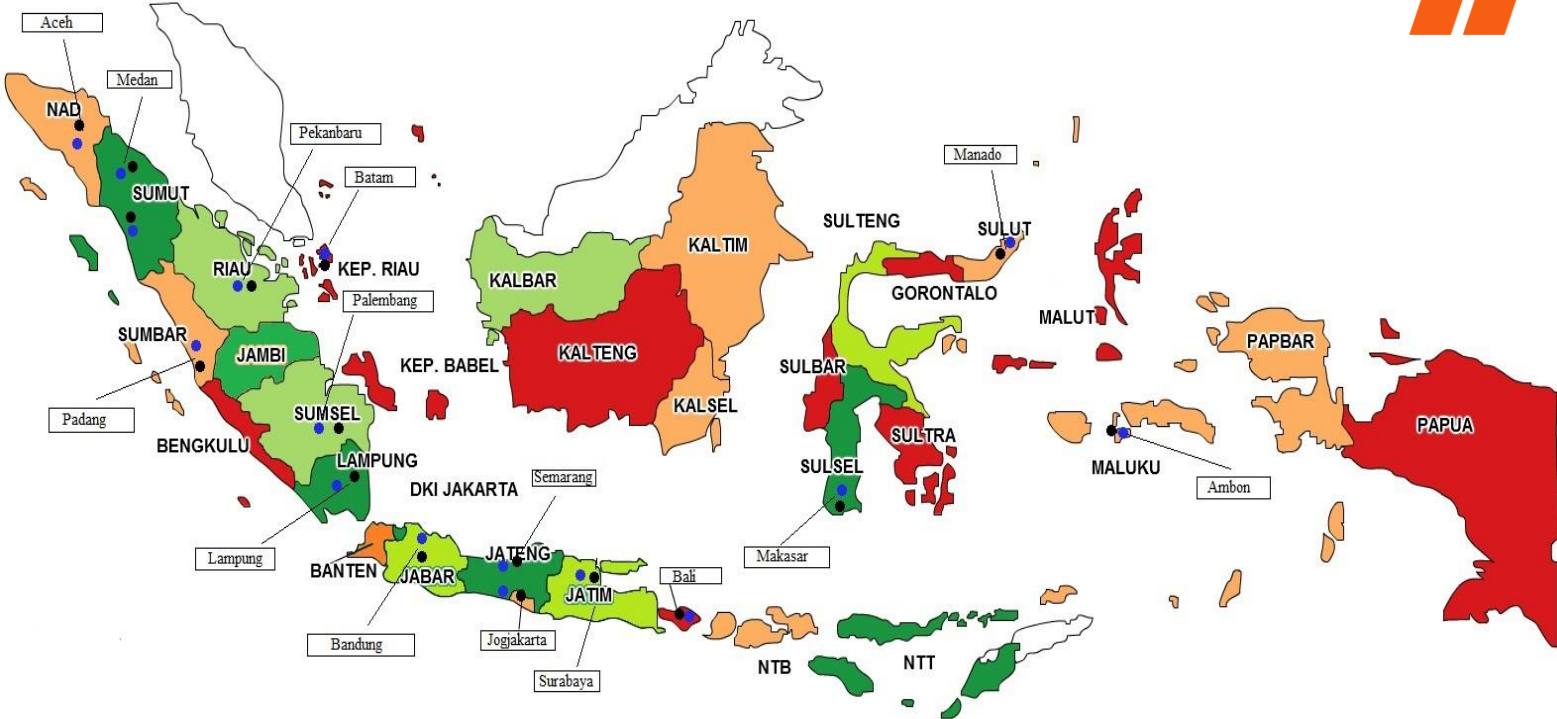 Aceh
Medan
NAD
Pekanbaru
Batam
Manado
SUMUT
SULTENG
SULUT
KALTIM
RIAU
KEP. RIAU
KALBAR
GORONTALO
Palembang
MALUT
SUMBAR
JAMBI
KEP. BABEL
KALTENG
SULBAR
PAPBAR
Padang
SUMSEL
KALSEL
BENGKULU
SULTRA
PAPUA
LAMPUNG
SULSEL
MALUKU
DKI JAKARTA
Semarang
Ambon
Lampung
JATENG
Makasar
BANTEN
JABAR
JATIM
Bali
Bandung
Jogjakarta
NTB
NTT
Surabaya